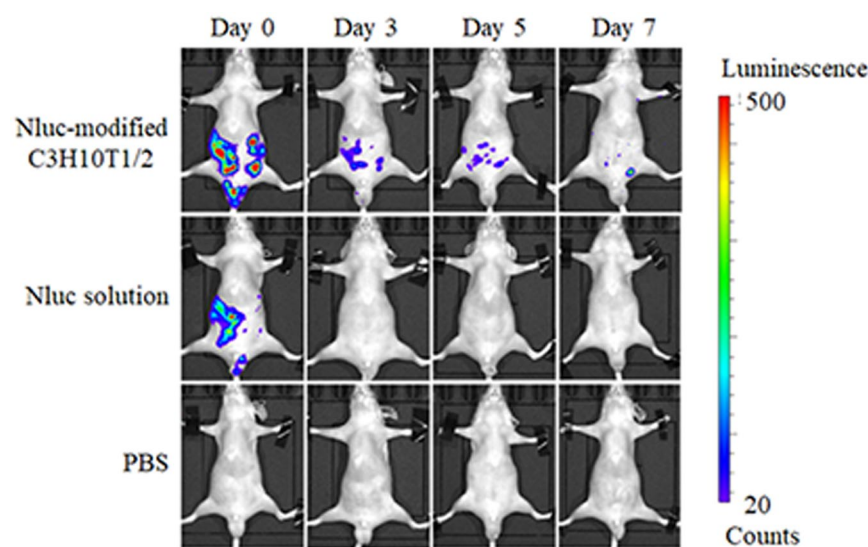 Day 0 Day 3 Day 5 Day 7
Luminescence
500
Nluc-modified
C3H10T1/2
Nluc solution
PBS
20
Counts